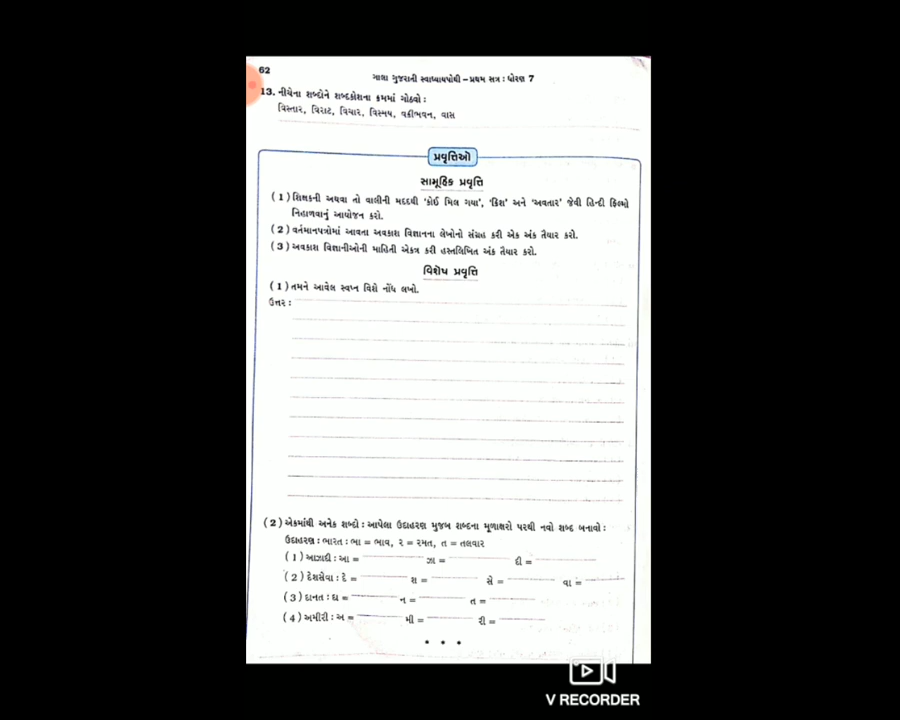 62
ગાલા ગુજરાતી સ્વાધ્યાયપોથી – પ્રથમ સત્ર : ધોરણ 7
13. નીચેના શબ્દોને શબ્દકોશના ક્રમમાં ગોઠવો :
વિસ્તાર, વિરાટ, વિચાર, વિસ્મય, વક્રીભવન, વાસ
પ્રવૃત્તિઓ
સામૂહિક પ્રવૃત્તિ
( 1 ) શિક્ષકની અથવા તો વાલીની મદદથી 'કોઈ મિલ ગયા', 'ક્રિશ' અને 'અવતાર' જેવી હિન્દી ફિલ્મો
નિહાળવાનું આયોજન કરો.
( 2 ) વર્તમાનપત્રોમાં આવતા અવકાશ વિજ્ઞાનના લેખોનો સંગ્રહ કરી એક અંક તૈયાર કરો.
( 3 ) અવકાશ વિજ્ઞાનીઓની માહિતી એકત્ર કરી હસ્તલિખિત અંક તૈયાર કરો.
વિશેષ પ્રવૃત્તિ
( 1 ) તમને આવેલ સ્વપ્ન વિશે નોંધ લખો.
ઉત્તર :
( 2 ) એકમાંથી અનેક શબ્દો : આપેલા ઉદાહરણ મુજબ શબ્દના મૂળાક્ષરો પરથી નવો શબ્દ બનાવો :
ઉદાહરણ : ભારત : ભા = ભાવ, ર = રમત, ત = તલવાર
( 1 ) આઝાદી : આ = ઝા = દી =
( 2 ) દેશસેવા : દે = શ = સે = વા =
( 3 ) દાનત : દા = ન = ત =
( 4 ) અમીરી : અ = મી = રી =
• • •
V RECORDER